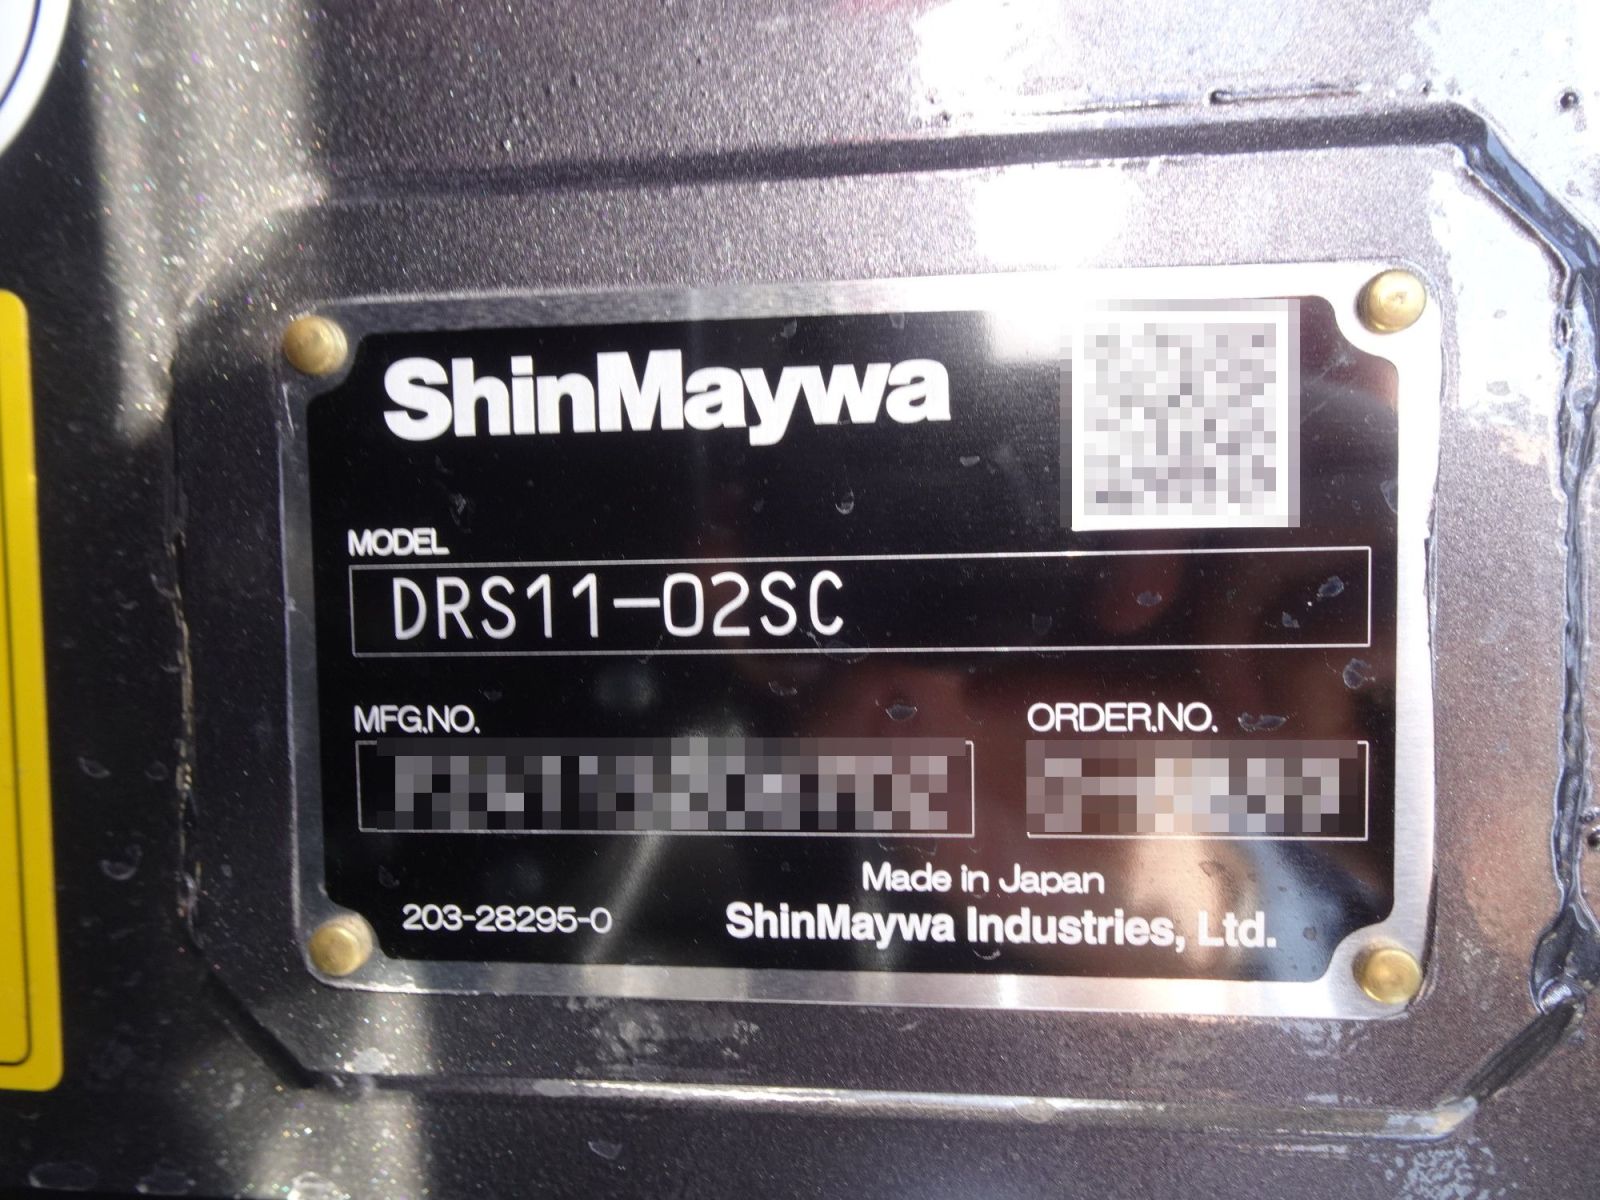 ShinMaywa
MODEL
DRS11-02SC
MFG.NO.
ORDER.NO.
Made in Japan
203-28295-0
ShinMaywa Industries, Ltd.